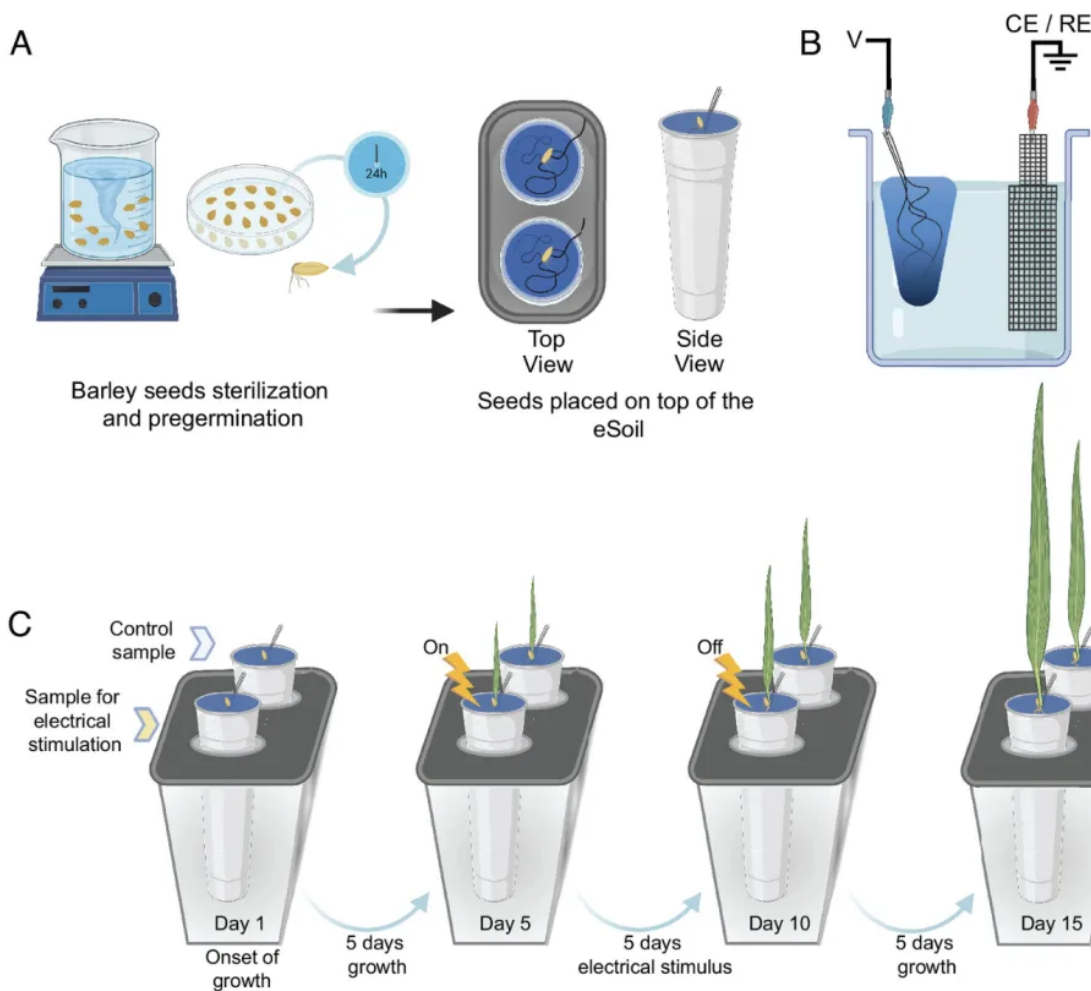 A
24h
Top
View
Side
View
Barley seeds sterilization
and pregermination
Seeds placed on top of the
eSoil
B
V
CE / RE
C
Control
sample
Sample for
electrical
stimulation
On
Off
Day 1
Day 5
Day 10
Day 15
Onset of
growth
5 days
growth
5 days
electrical stimulus
5 days
growth